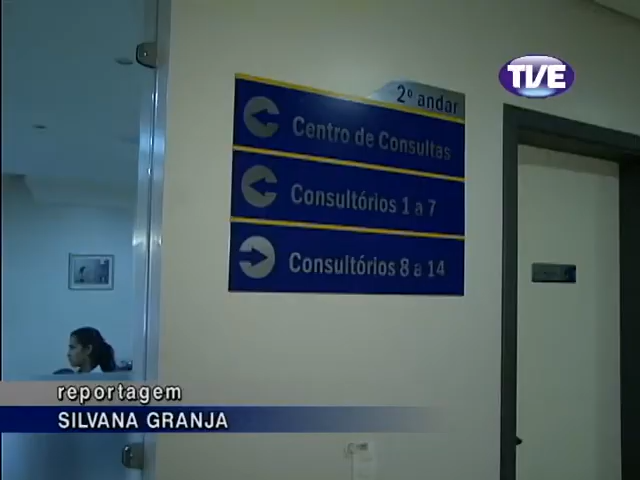 TVE
2º andar
Centro de Consultas
Consultórios 1 a 7
Consultórios 8 a 14
reportagem
SILVANA GRANJA